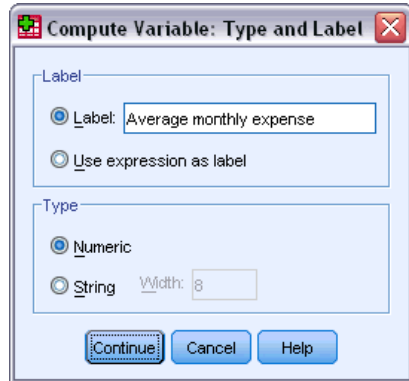 Compute Variable: Type and Label
Label
Label: Average monthly expense
Use expression as label
Type
Numeric
String Width: 8
Continue Cancel Help